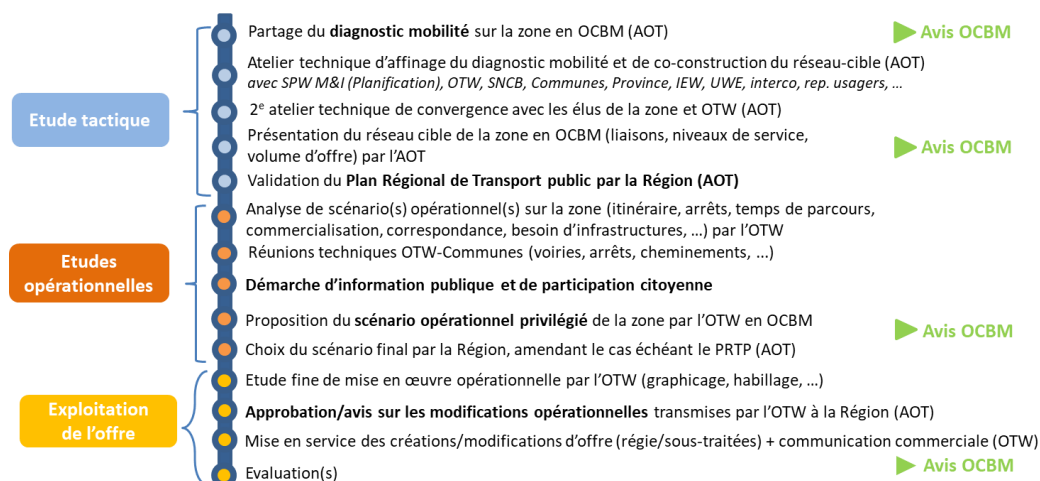 Partage du diagnostic mobilité sur la zone en OCBM (AOT)
Avis OCBM
Atelier technique d'affinage du diagnostic mobilité et de co-construction du réseau-cible (AOT)
avec SPW M&I (Planification), OTW, SNCB, Communes, Province, IEW, UWE, interco, rep. usagers, …
Etude tactique
2e atelier technique de convergence avec les élus de la zone et OTW (AOT)
Présentation du réseau cible de la zone en OCBM (liaisons, niveaux de service,
volume d'offre) par l'AOT
Avis OCBM
Validation du Plan Régional de Transport public par la Région (AOT)
Analyse de scénario(s) opérationnel(s) sur la zone (itinéraire, arrêts, temps de parcours,
commercialisation, correspondance, besoin d'infrastructures, …) par l'OTW
Etudes
opérationnelles
Réunions techniques OTW-Communes (voiries, arrêts, cheminements, …)
Démarche d'information publique et de participation citoyenne
Proposition du scénario opérationnel privilégié de la zone par l'OTW en OCBM
Avis OCBM
Choix du scénario final par la Région, amendant le cas échéant le PRTP (AOT)
Etude fine de mise en œuvre opérationnelle par l'OTW (graphicage, habillage, …)
Exploitation
de l'offre
Approbation/avis sur les modifications opérationnelles transmises par l'OTW à la Région (AOT)
Mise en service des créations/modifications d'offre (régie/sous-traitées) + communication commerciale (OTW)
Evaluation(s)
Avis OCBM